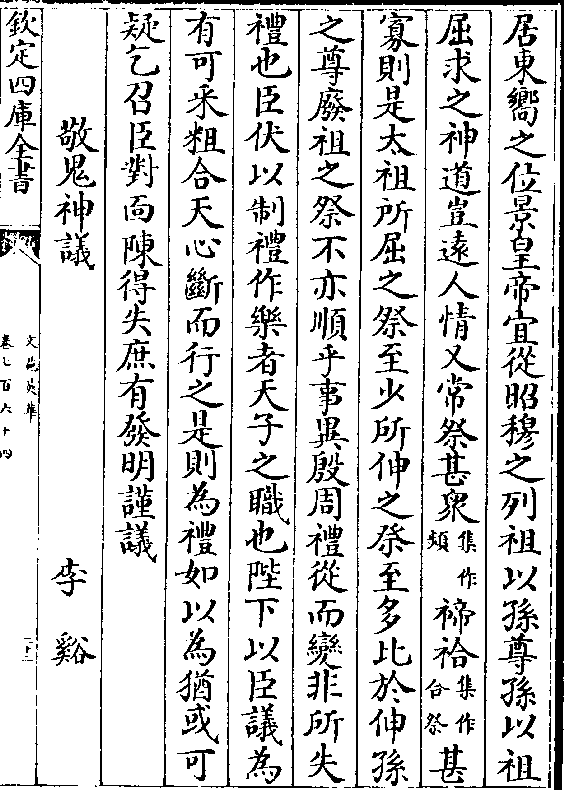 居東嚮之位景皇帝宜從昭穆之列祖以孫尊孫以祖
屈求之神道豈遠人情又常祭甚衆集作頻禘祫集作合祭甚
寡則是太祖所屈之祭至少所伸之祭至多比於伸孫
之尊廢祖之祭不亦順乎事異殷周禮從而變非所失
禮也臣伏以制禮作樂者天子之職也陛下以臣議為
有可采粗合天心斷而行之是則為禮如以為猶或可
疑乞召臣對面陳得失庶有發明謹議
敬鬼神議 李谿
欽定四庫全書
文苑英華
卷七百六十四